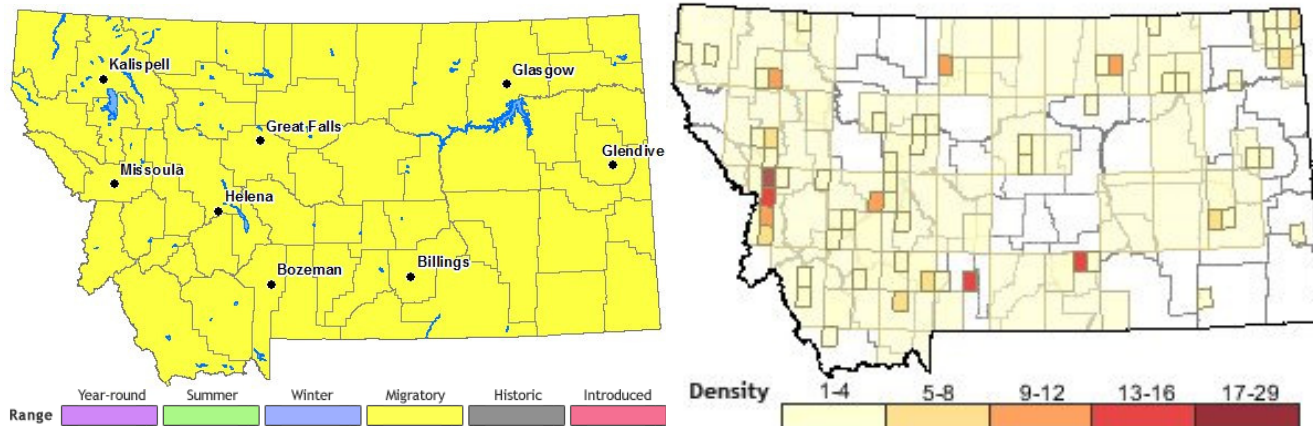 Kalispell
Glasgow
Great Falls
Glendive
Missoula
Helena
Bozeman
Billings
Range Year-round Summer Winter Migratory Historic Introduced
Density 1-4 5-8 9-12 13-16 17-29